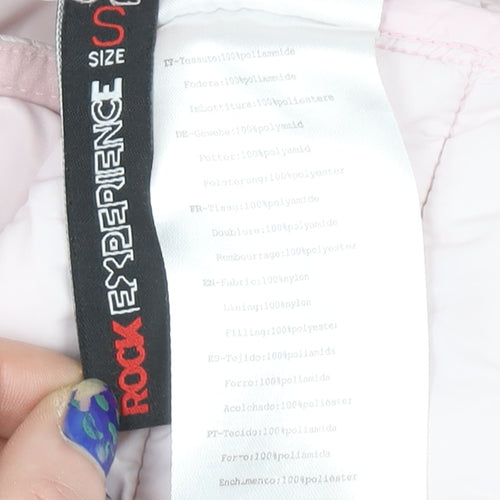 SIZE S
ROCK EXPERIENCE
IT-Tessuto:100%poliammide
Fodera:100%poliammide
Imbottitura:100%poliestere
DE-Gewebe:100%polyamid
Futter:100%polyamid
Polsterung:100%polyester
FR-Tissu:100%polyamide
Doublure:100%polyamide
Rembourrage:100%polyester
EN-Fabric:100%nylon
Lining:100%nylon
Filling:100%polyester
ES-Tejido:100%poliamida
Forro:100%poliamida
Acolchado:100%poliéster
PT-Tecido:100%poliamida
Forro:100%poliamida
Enchimento:100%poliéster